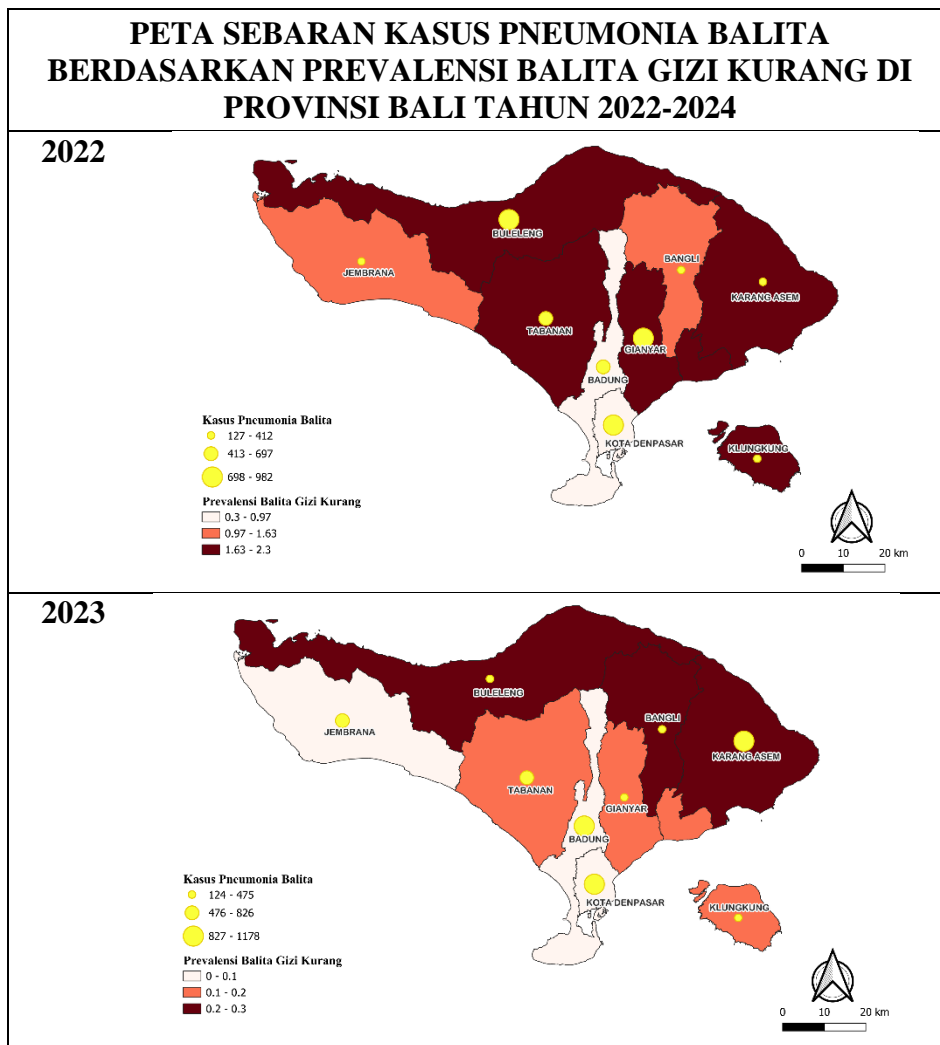 PETA SEBARAN KASUS PNEUMONIA BALITA
BERDASARKAN PREVALENSI BALITA GIZI KURANG DI
PROVINSI BALI TAHUN 2022-2024
2022
BULELENG
JEMBRANA
BANGLI
KARANG ASEM
TABANAN
GIANYAR
BADUNG
KOTA DENPASAR
KLUNGKUNG
Kasus Pneumonia Balita
127 - 412
413 - 697
698 - 982
Prevalensi Balita Gizi Kurang
0.3 - 0.97
0.97 - 1.63
1.63 - 2.3
0 10 20 km
2023
BULELENG
JEMBRANA
BANGLI
KARANG ASEM
TABANAN
GIANYAR
BADUNG
KOTA DENPASAR
KLUNGKUNG
Kasus Pneumonia Balita
124 - 475
476 - 826
827 - 1178
Prevalensi Balita Gizi Kurang
0 - 0.1
0.1 - 0.2
0.2 - 0.3
0 10 20 km